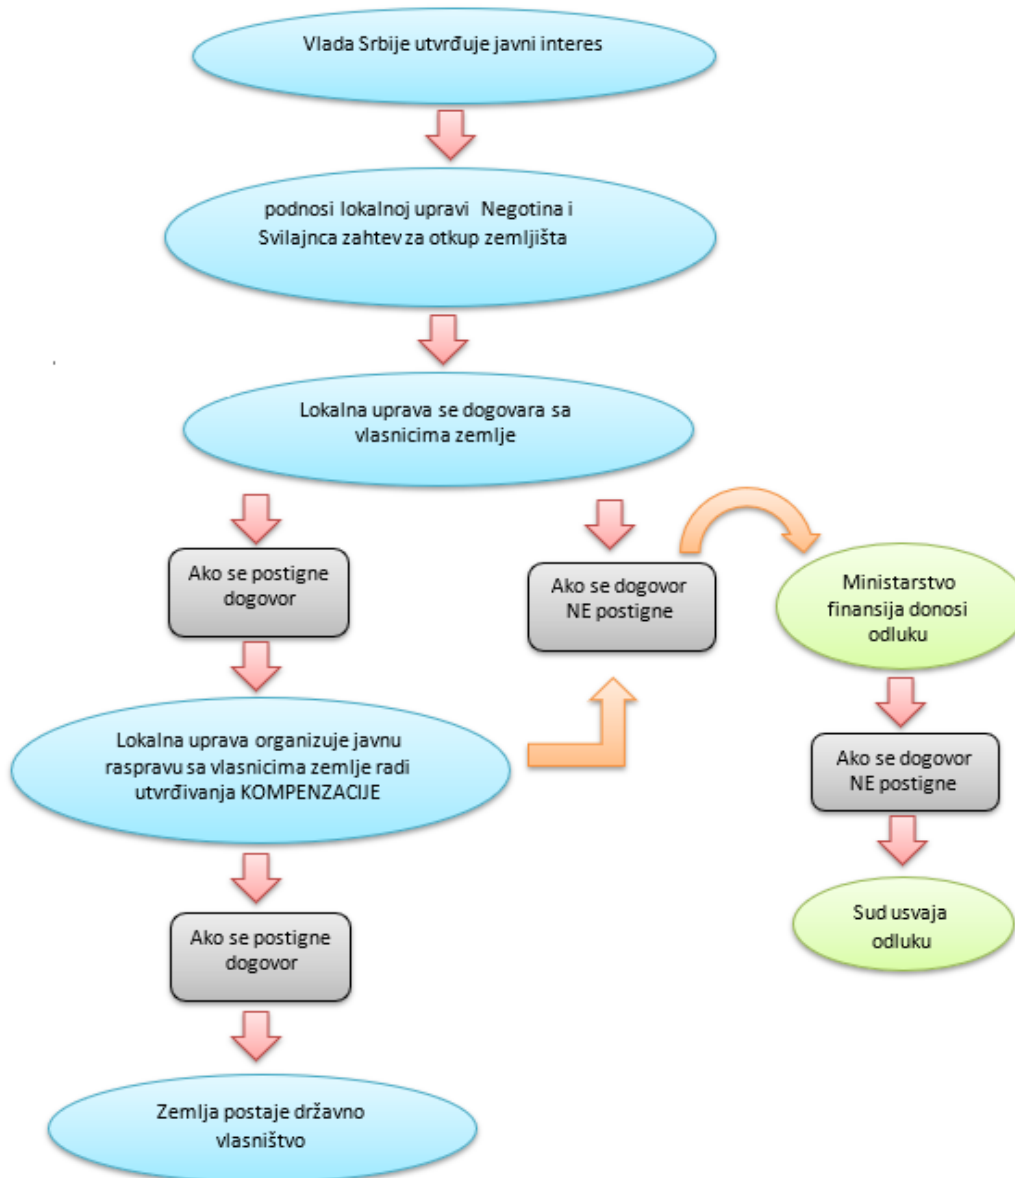 Vlada Srbije utvrđuje javni interes
podnosi lokalnoj upravi Negotina i
Svilajnca zahtev za otkup zemljišta
Lokalna uprava se dogovara sa
vlasnicima zemlje
Ako se postigne
dogovor
Ako se dogovor
NE postigne
Ministarstvo
finansija donosi
odluku
Lokalna uprava organizuje javnu
raspravu sa vlasnicima zemlje radi
utvrđivanja KOMPENZACIJE
Ako se dogovor
NE postigne
Ako se postigne
dogovor
Sud usvaja
odluku
Zemlja postaje državno
vlasništvo